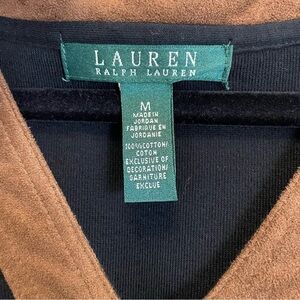 LAUREN
RALPH LAUREN
M
MADE IN
JORDAN
FABRIQUE EN
JORDANIE
100%COTTON/
COTON
EXCLUSIVE OF
DECORATION/
GARNITURE
EXCLUE